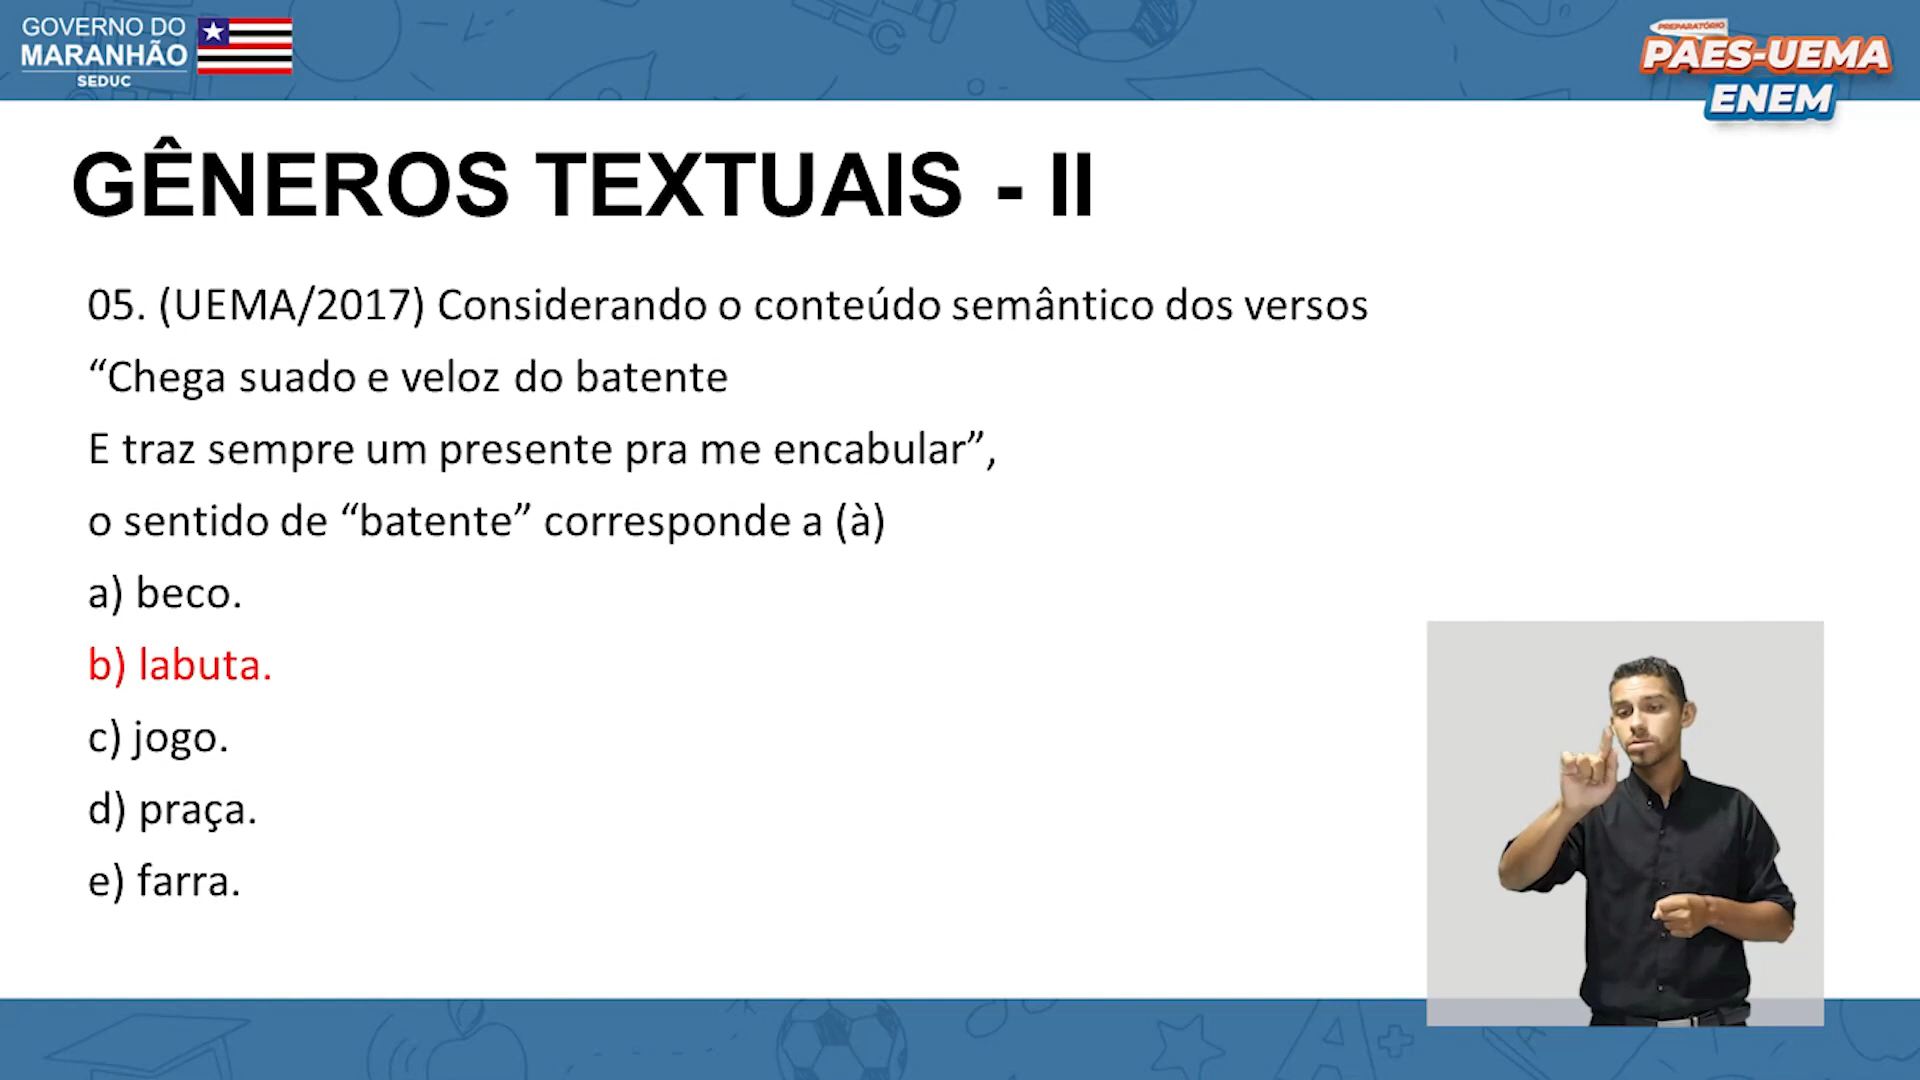 GOVERNO DO
MARANHÃO
SEDUC
PREPARATÓRIO
PAES-UEMA
ENEM
GÊNEROS TEXTUAIS - II
05. (UEMA/2017) Considerando o conteúdo semântico dos versos
“Chega suado e veloz do batente
E traz sempre um presente pra me encabular”,
o sentido de “batente” corresponde a (à)
a) beco.
b) labuta.
c) jogo.
d) praça.
e) farra.